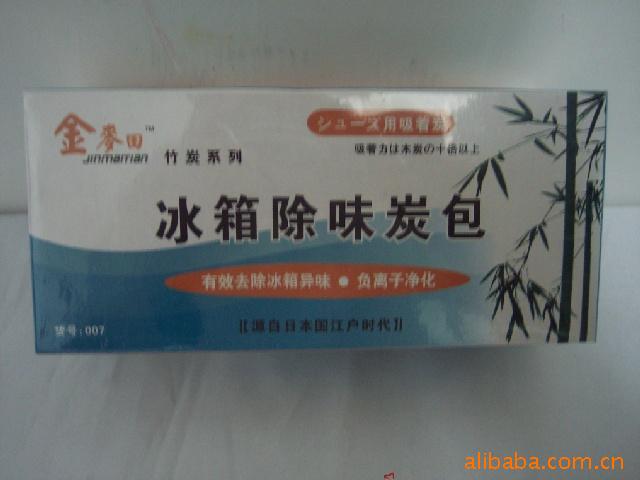 金麥田™
Jinmaitian
竹炭系列
シューズ用吸着炭
吸着力は木炭の十倍以上
冰箱除味炭包
有效去除冰箱异味 ● 负离子净化
【源自日本国江户时代】
货号:007
alibaba.com.cn